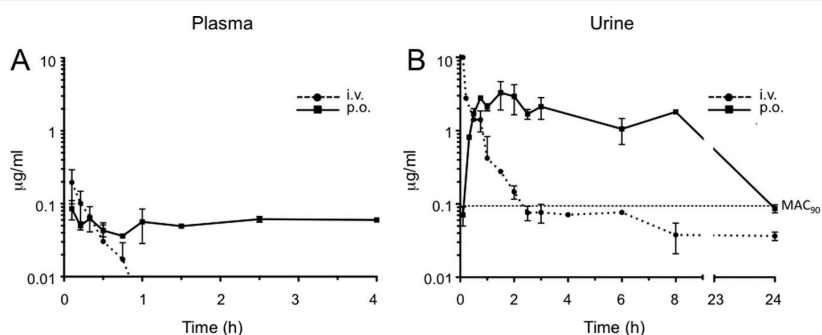 Plasma
Urine
A
10
1
0.1
0.01
µg/ml
i.v.
p.o.
0
1
2
3
4
Time (h)
B
10
1
0.1
0.01
µg/ml
i.v.
p.o.
MAC90
0
2
4
6
8
23
24
Time (h)